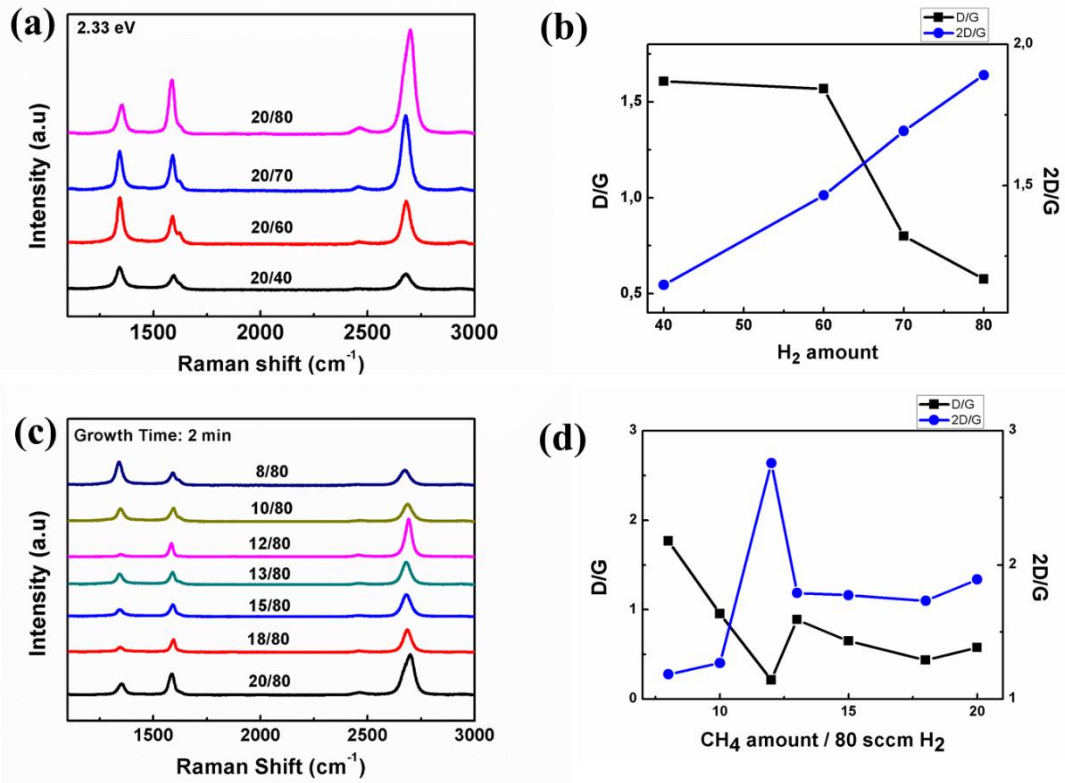 (a)
2.33 eV
20/80
20/70
20/60
20/40
Intensity (a.u)
1500 2000 2500 3000
Raman shift (cm-1)
(b)
D/G
2D/G
2,0
1,5
1,5
1,0
0,5
D/G
2D/G
40 50 60 70 80
H2 amount
(c)
Growth Time: 2 min
8/80
10/80
12/80
13/80
15/80
18/80
20/80
Intensity (a.u)
1500 2000 2500 3000
Raman Shift (cm-1)
(d)
D/G
2D/G
3 3
2
2
1
0 1
D/G
2D/G
10 15 20
CH4 amount / 80 sccm H2